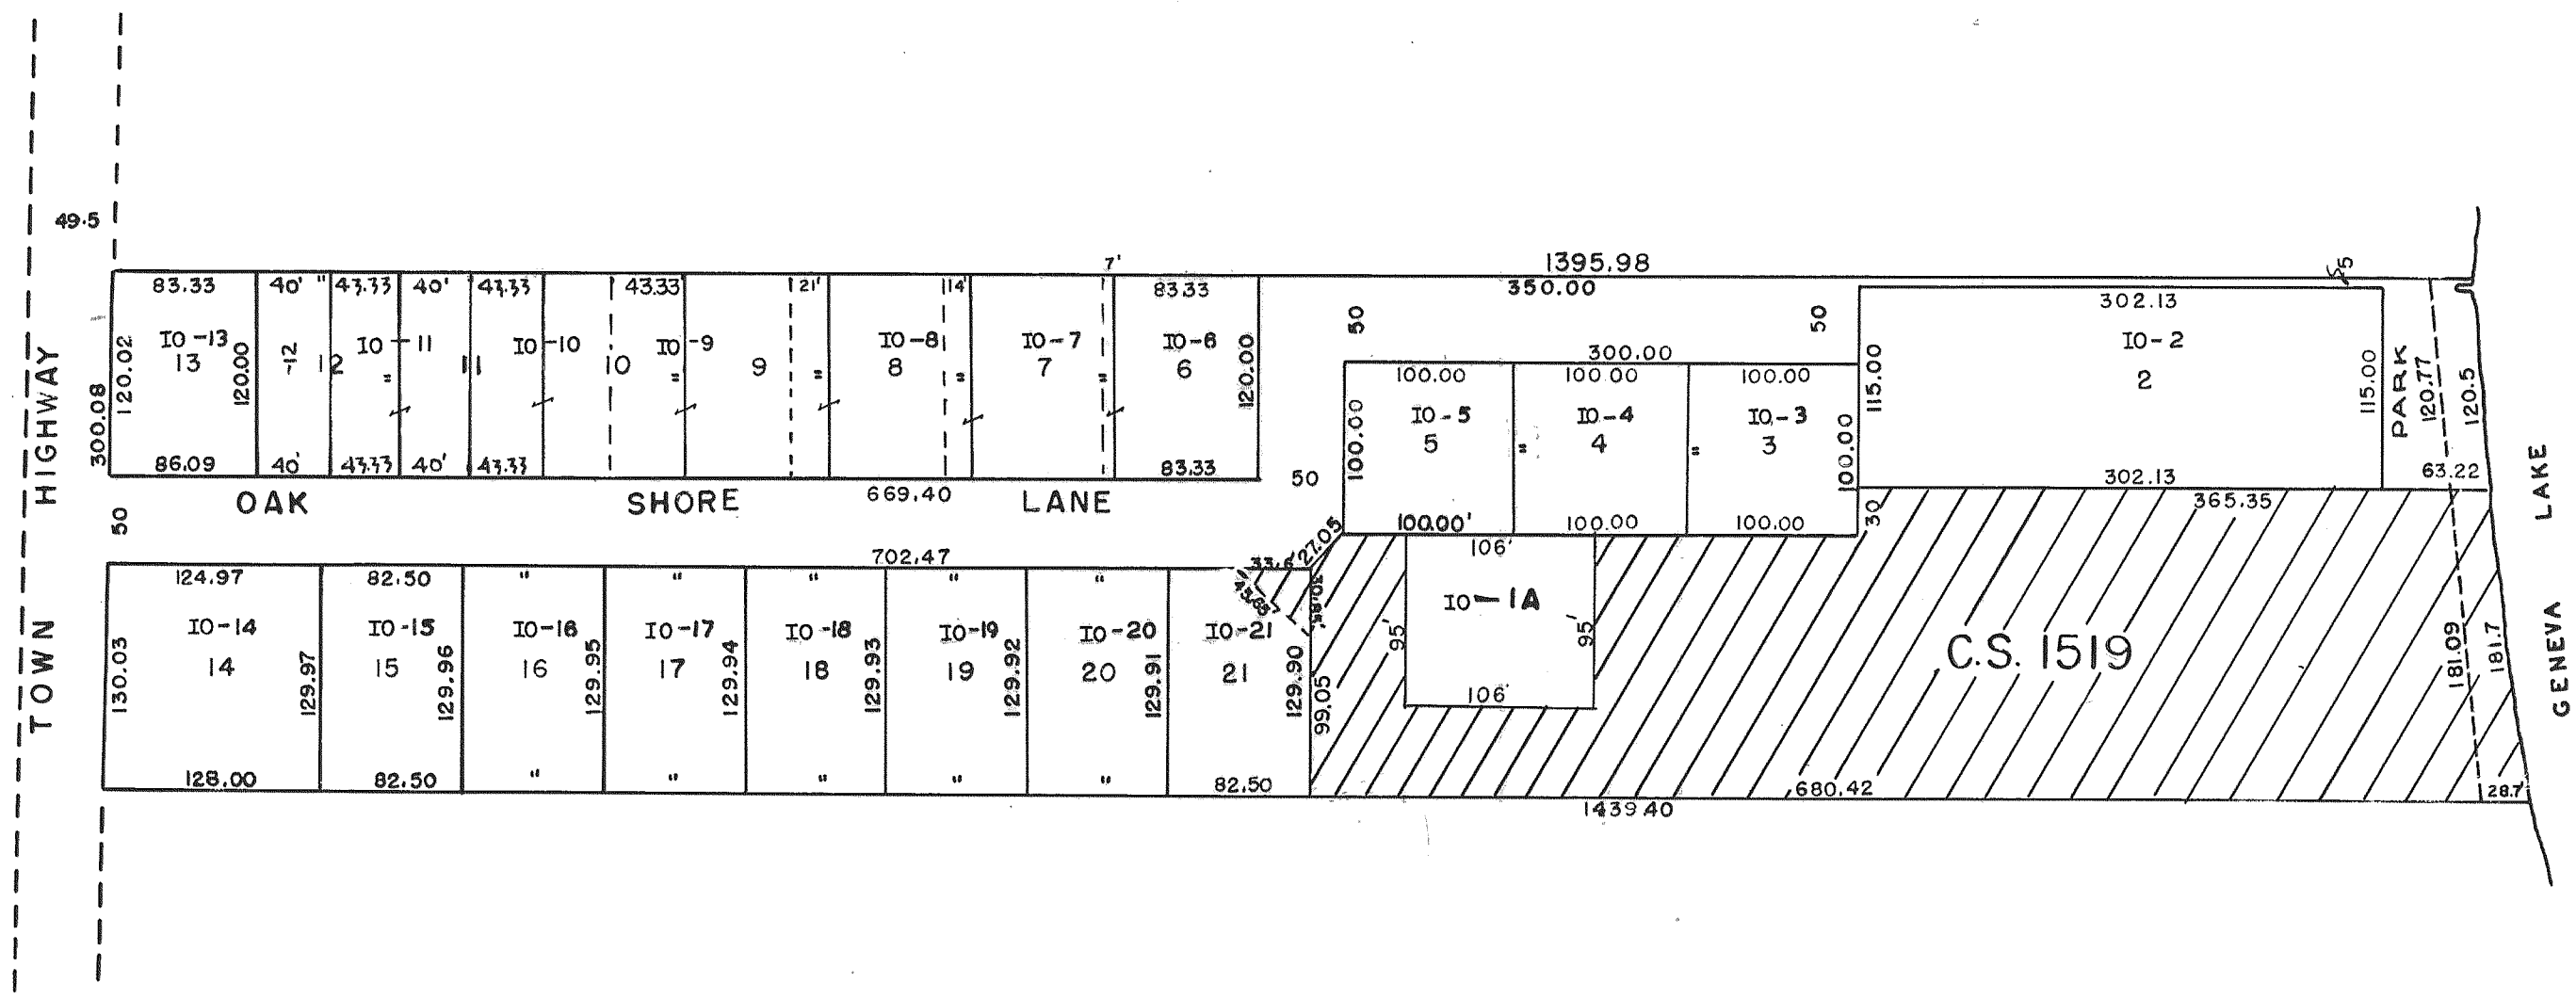 49.5
1395.98
7'
5
83.33 40' " 43.33 40' 43.33 43.33 21' 14' 83.33
350.00
302.13
50 50
IO-13 IO-11 IO-10 IO-9 IO-8 IO-7 IO-6
13 -12 12 11 10 9 8 7 6
120.02 120.00 " " " " " 120.00
300.00
100.00 100.00 100.00
IO-5 IO-4 IO-3
5 4 3
100.00 " " 100.00
115.00 IO-2 115.00
2
PARK
120.77
120.5
300.08
86.09 40' 43.33 40' 43.33 83.33
50
302.13
63.22
365.35
OAK SHORE LANE
669.40
50
100.00' 100.00 100.00
30
TOWN HIGHWAY
GENEVA LAKE
702.47
33.6' 27.05
45.65'
30.85'
106'
124.97 82.50 " " " " "
IO-14 IO-15 IO-16 IO-17 IO-18 IO-19 IO-20 IO-21
14 15 16 17 18 19 20 21
130.03 129.97 129.96 129.95 129.94 129.93 129.92 129.91 129.90
99.05
IO-1A
95' 95'
106'
C.S. 1519
181.09
181.7
128.00 82.50 " " " " " 82.50
680.42
28.7'
1439.40